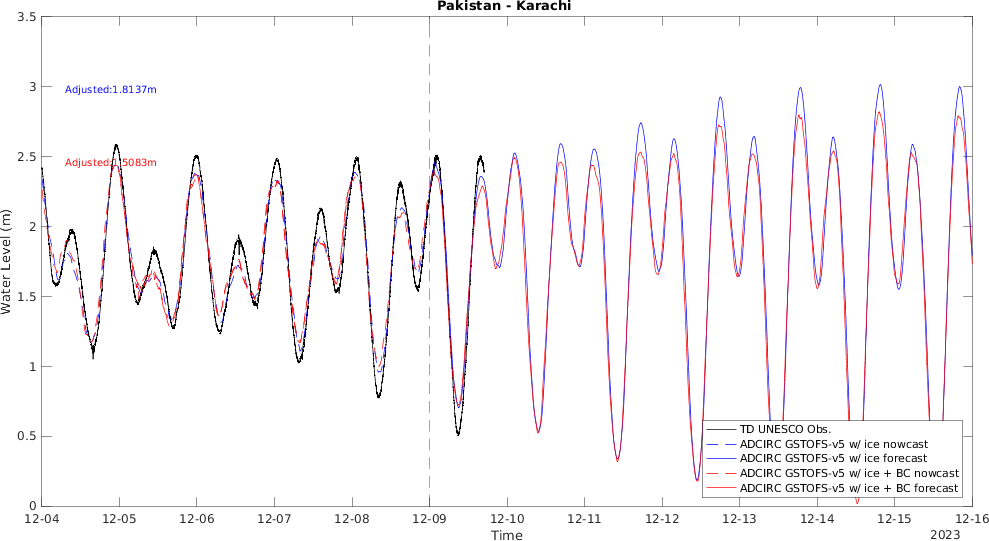 Pakistan - Karachi
3.5
3
2.5
2
1.5
1
0.5
0
Water Level (m)
Adjusted:1.8137m
Adjusted: 5083m
TD UNESCO Obs.
ADCIRC GSTOFS-v5 w/ ice nowcast
ADCIRC GSTOFS-v5 w/ ice forecast
ADCIRC GSTOFS-v5 w/ ice + BC nowcast
ADCIRC GSTOFS-v5 w/ ice + BC forecast
12-04 12-05 12-06 12-07 12-08 12-09 12-10 12-11 12-12 12-13 12-14 12-15 12-16
Time
2023